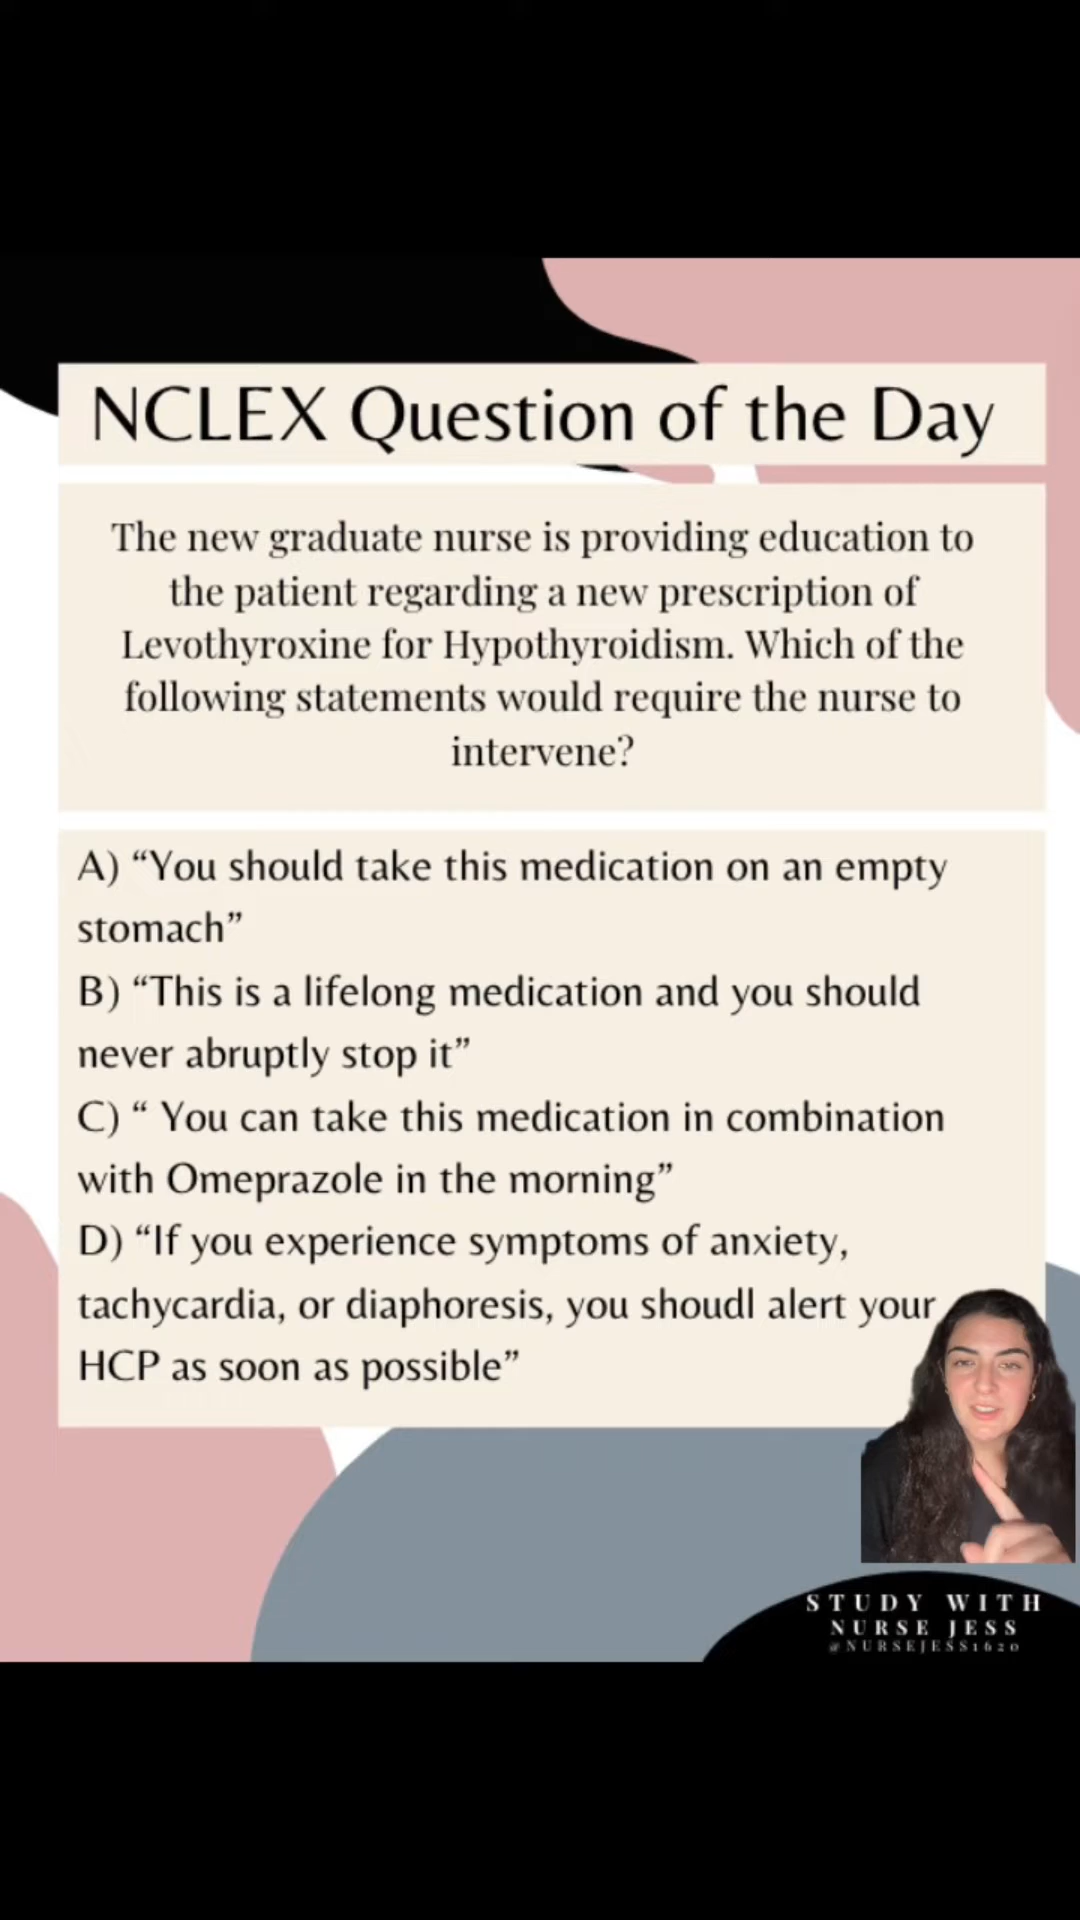 NCLEX Question of the Day
The new graduate nurse is providing education to
the patient regarding a new prescription of
Levothyroxine for Hypothyroidism. Which of the
following statements would require the nurse to
intervene?
A) “You should take this medication on an empty
stomach”
B) “This is a lifelong medication and you should
never abruptly stop it”
C) “ You can take this medication in combination
with Omeprazole in the morning”
D) “If you experience symptoms of anxiety,
tachycardia, or diaphoresis, you shoudl alert your
HCP as soon as possible”
STUDY WITH
NURSE JESS
@NURSEJESS1620